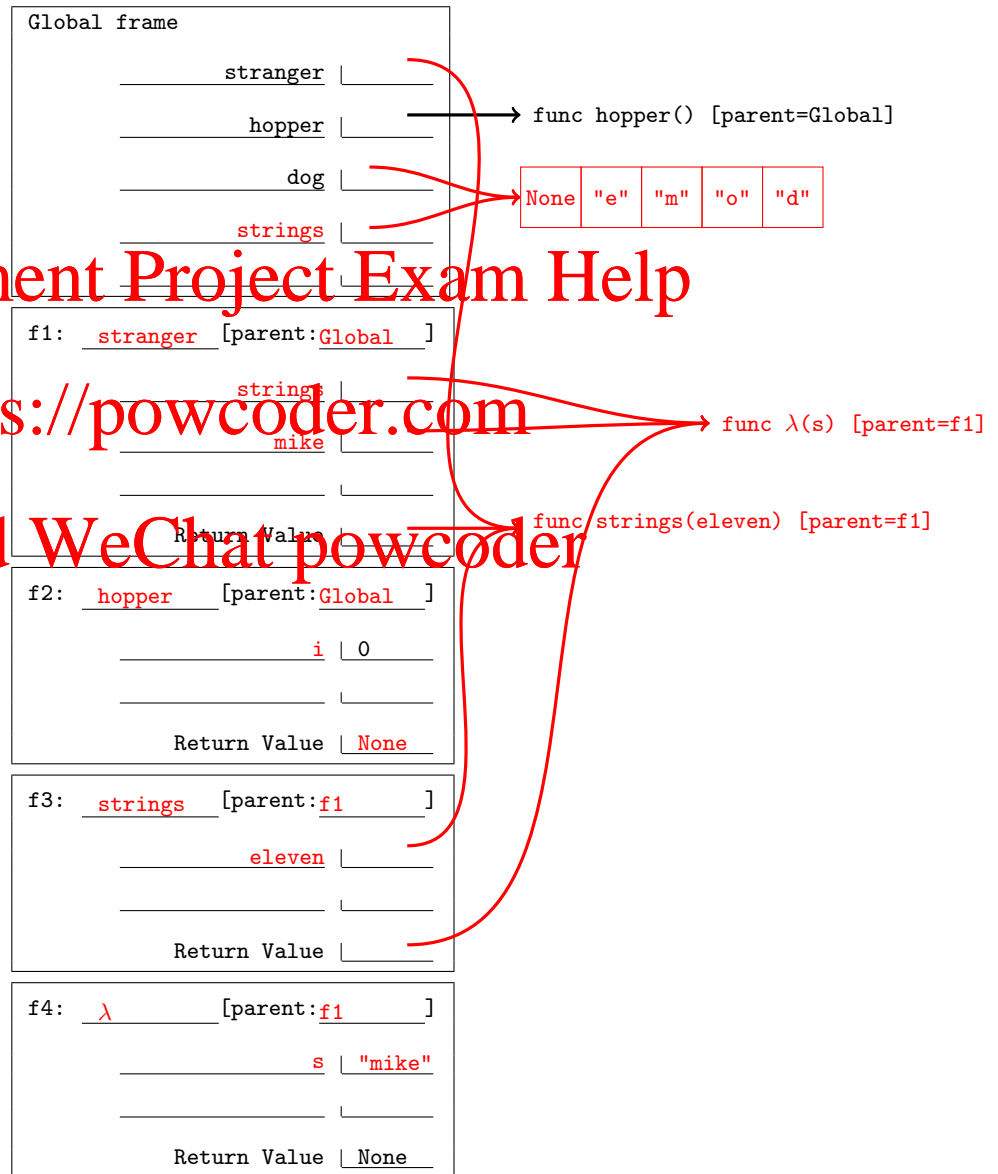 Global frame
stranger
hopper
func hopper() [parent=Global]
dog
None "e" "m" "o" "d"
strings
ent Project Exam Help
f1: stranger [parent:Global ]
strings
s://powcoder.com
func λ(s) [parent=f1]
mike
func strings(eleven) [parent=f1]
Return Value
WeChat powcoder
f2: hopper [parent:Global ]
i 0
Return Value None
f3: strings [parent:f1 ]
eleven
Return Value
f4: λ [parent:f1 ]
s "mike"
Return Value None